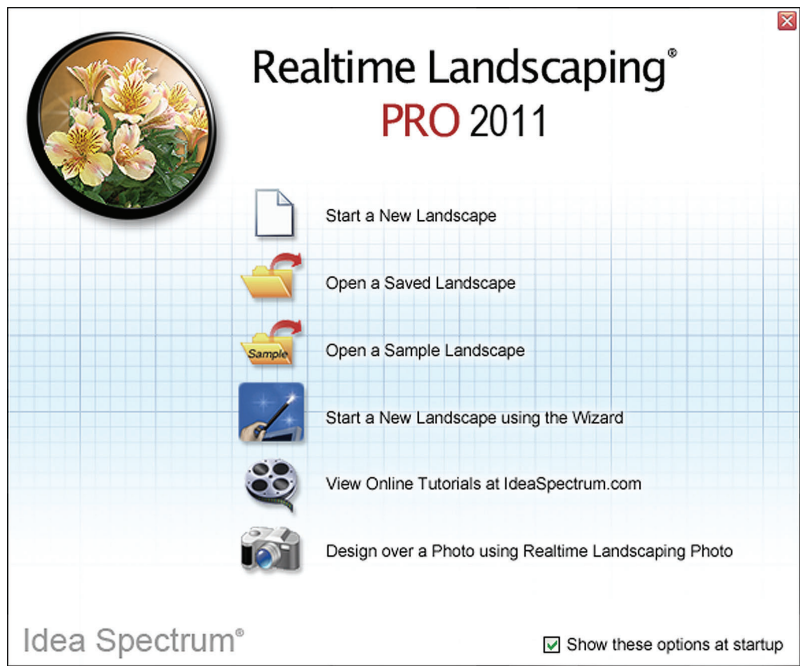 Realtime Landscaping®
PRO 2011
Start a New Landscape
Open a Saved Landscape
Sample
Open a Sample Landscape
Start a New Landscape using the Wizard
View Online Tutorials at IdeaSpectrum.com
Design over a Photo using Realtime Landscaping Photo
Idea Spectrum®
Show these options at startup